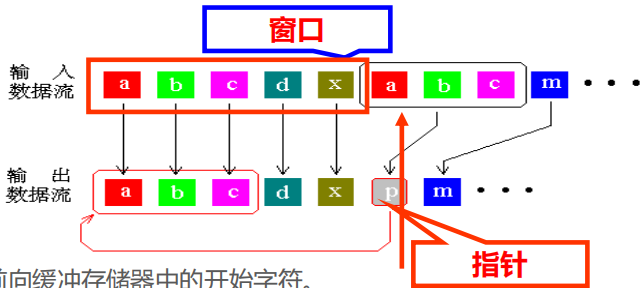 窗口
输 入
数据流
a b c d x a b c m ···
输 出
数据流
a b c d x p m ···
指针
前向缓冲存储器中的开始字符。